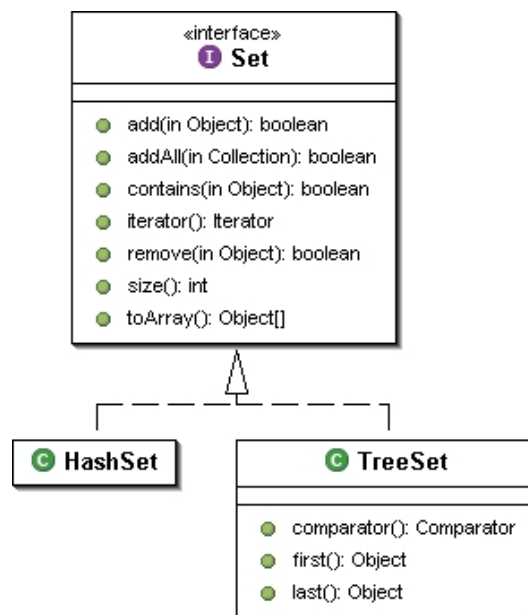 «interface»
I Set
add(in Object): boolean
addAll(in Collection): boolean
contains(in Object): boolean
iterator(): Iterator
remove(in Object): boolean
size(): int
toArray(): Object[]
C HashSet
C TreeSet
comparator(): Comparator
first(): Object
last(): Object